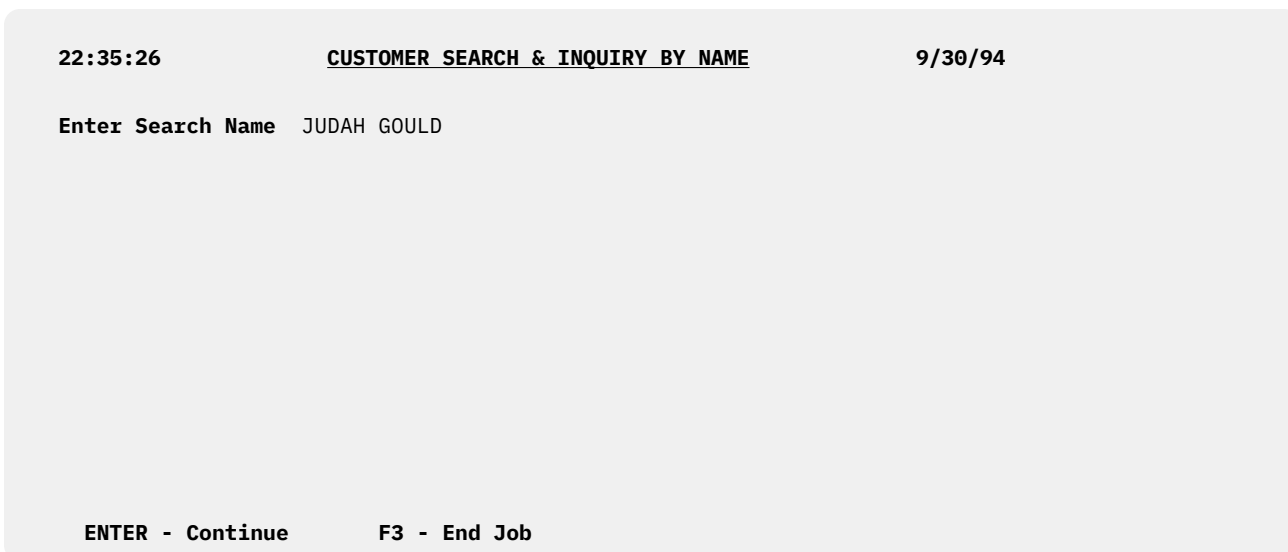 22:35:26 CUSTOMER SEARCH & INQUIRY BY NAME 9/30/94
Enter Search Name JUDAH GOULD
ENTER - Continue F3 - End Job